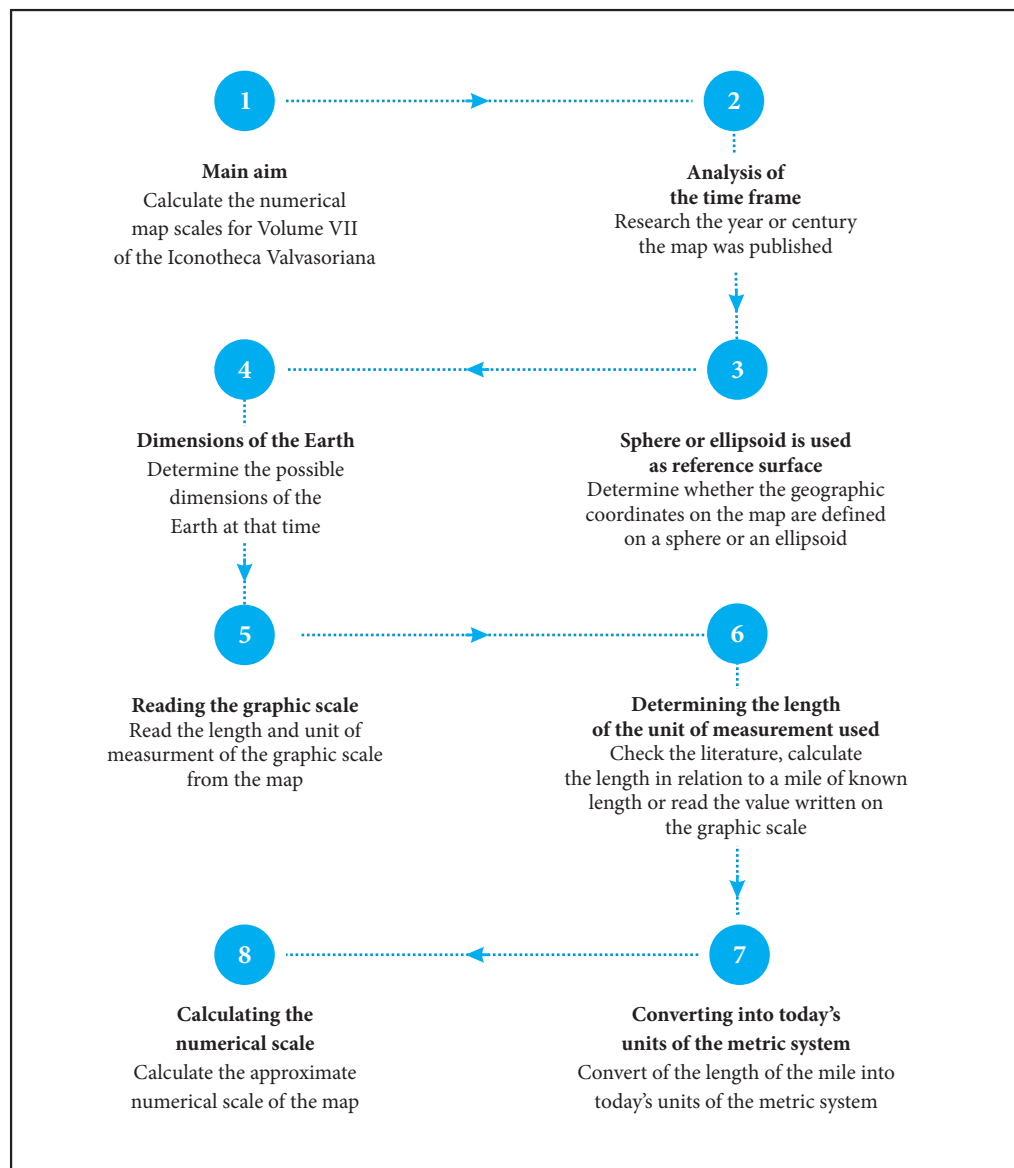 1
Main aim
Calculate the numerical
map scales for Volume VII
of the Iconotheca Valvasoriana
2
Analysis of
the time frame
Research the year or century
the map was published
3
Sphere or ellipsoid is used
as reference surface
Determine whether the geographic
coordinates on the map are defined
on a sphere or an ellipsoid
4
Dimensions of the Earth
Determine the possible
dimensions of the
Earth at that time
5
Reading the graphic scale
Read the length and unit of
measurment of the graphic scale
from the map
6
Determining the length
of the unit of measurement used
Check the literature, calculate
the length in relation to a mile of known
length or read the value written on
the graphic scale
7
Converting into today's
units of the metric system
Convert of the length of the mile into
today's units of the metric system
8
Calculating the
numerical scale
Calculate the approximate
numerical scale of the map